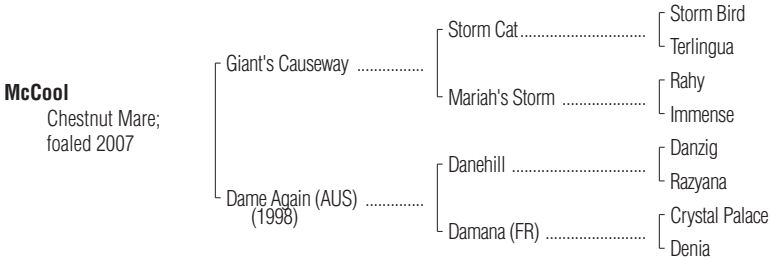 McCool
Chestnut Mare;
foaled 2007
Giant's Causeway ................
Dame Again (AUS) ..............
(1998)
Storm Cat..............................
Mariah's Storm ....................
Danehill ................................
Damana (FR) ........................
Storm Bird
Terlingua
Rahy
Immense
Danzig
Razyana
Crystal Palace
Denia